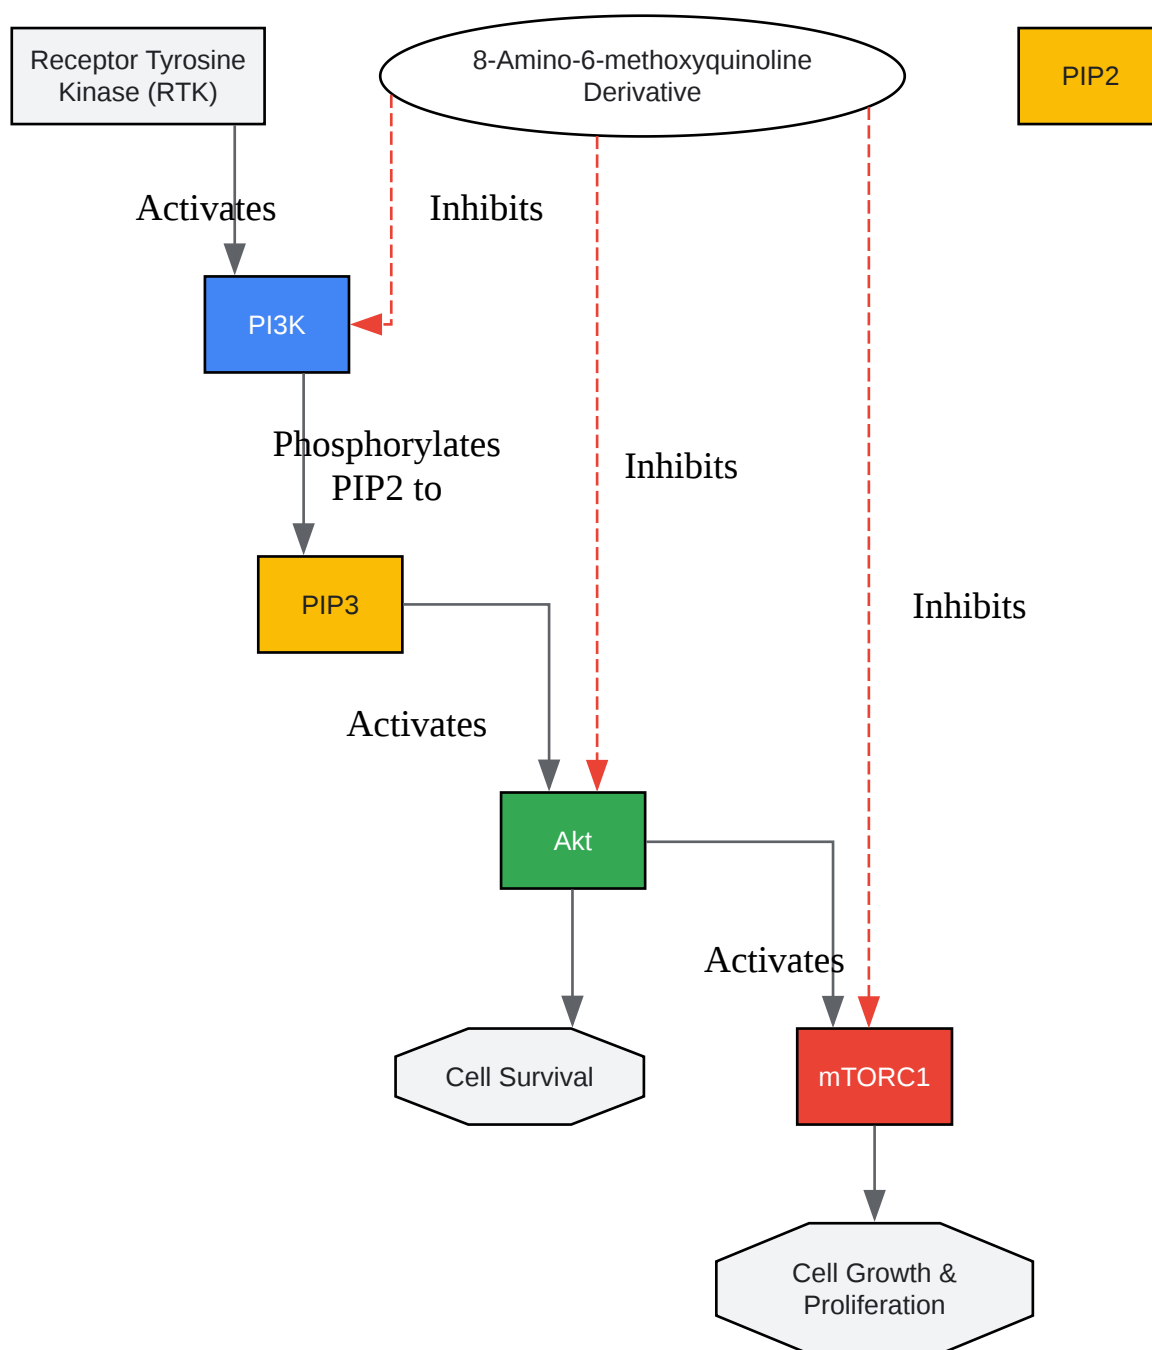 Receptor Tyrosine
Kinase (RTK)
8-Amino-6-methoxyquinoline
Derivative
PIP2
Activates
Inhibits
PI3K
Phosphorylates
PIP2 to
Inhibits
PIP3
Inhibits
Activates
Akt
Activates
Cell Survival
mTORC1
Cell Growth &
Proliferation